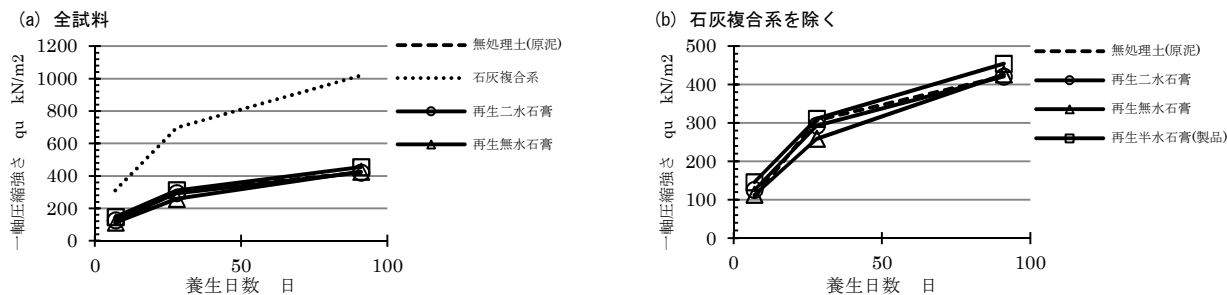 (a) 全試料
1200
1000
800
600
400
200
0
一軸圧縮強さ qu kN/m2
0
50
100
養生日数 日
無処理土(原泥)
石灰複合系
再生二水石膏
再生無水石膏
(b) 石灰複合系を除く
500
400
300
200
100
0
一軸圧縮強さ qu kN/m2
0
50
100
養生日数 日
無処理土(原泥)
再生二水石膏
再生無水石膏
再生半水石膏(製品)